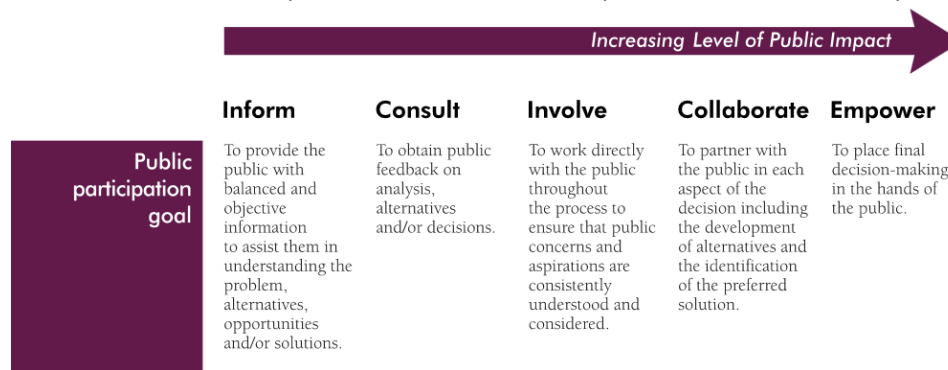 Increasing Level of Public Impact
Inform
Consult
Involve
Collaborate
Empower
Public
participation
goal
To provide the
public with
balanced and
objective
information
to assist them in
understanding the
problem,
alternatives,
opportunities
and/or solutions.
To obtain public
feedback on
analysis,
alternatives
and/or decisions.
To work directly
with the public
throughout
the process to
ensure that public
concerns and
aspirations are
consistently
understood and
considered.
To partner with
the public in each
aspect of the
decision including
the development
of alternatives and
the identification
of the preferred
solution.
To place final
decision-making
in the hands of
the public.